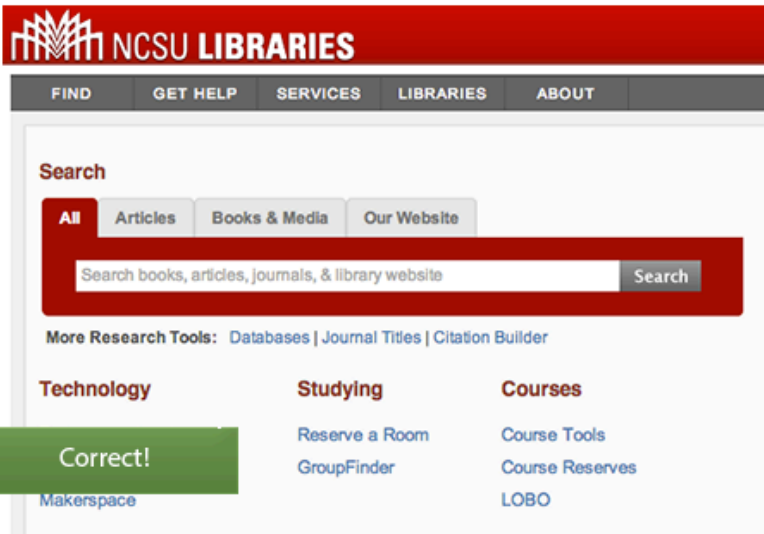 NCSU LIBRARIES
FIND GET HELP SERVICES LIBRARIES ABOUT
Search
All Articles Books & Media Our Website
Search books, articles, journals, & library website Search
More Research Tools: Databases | Journal Titles | Citation Builder
Technology Studying Courses
Reserve a Room Course Tools
Correct!
GroupFinder Course Reserves
Makerspace LOBO